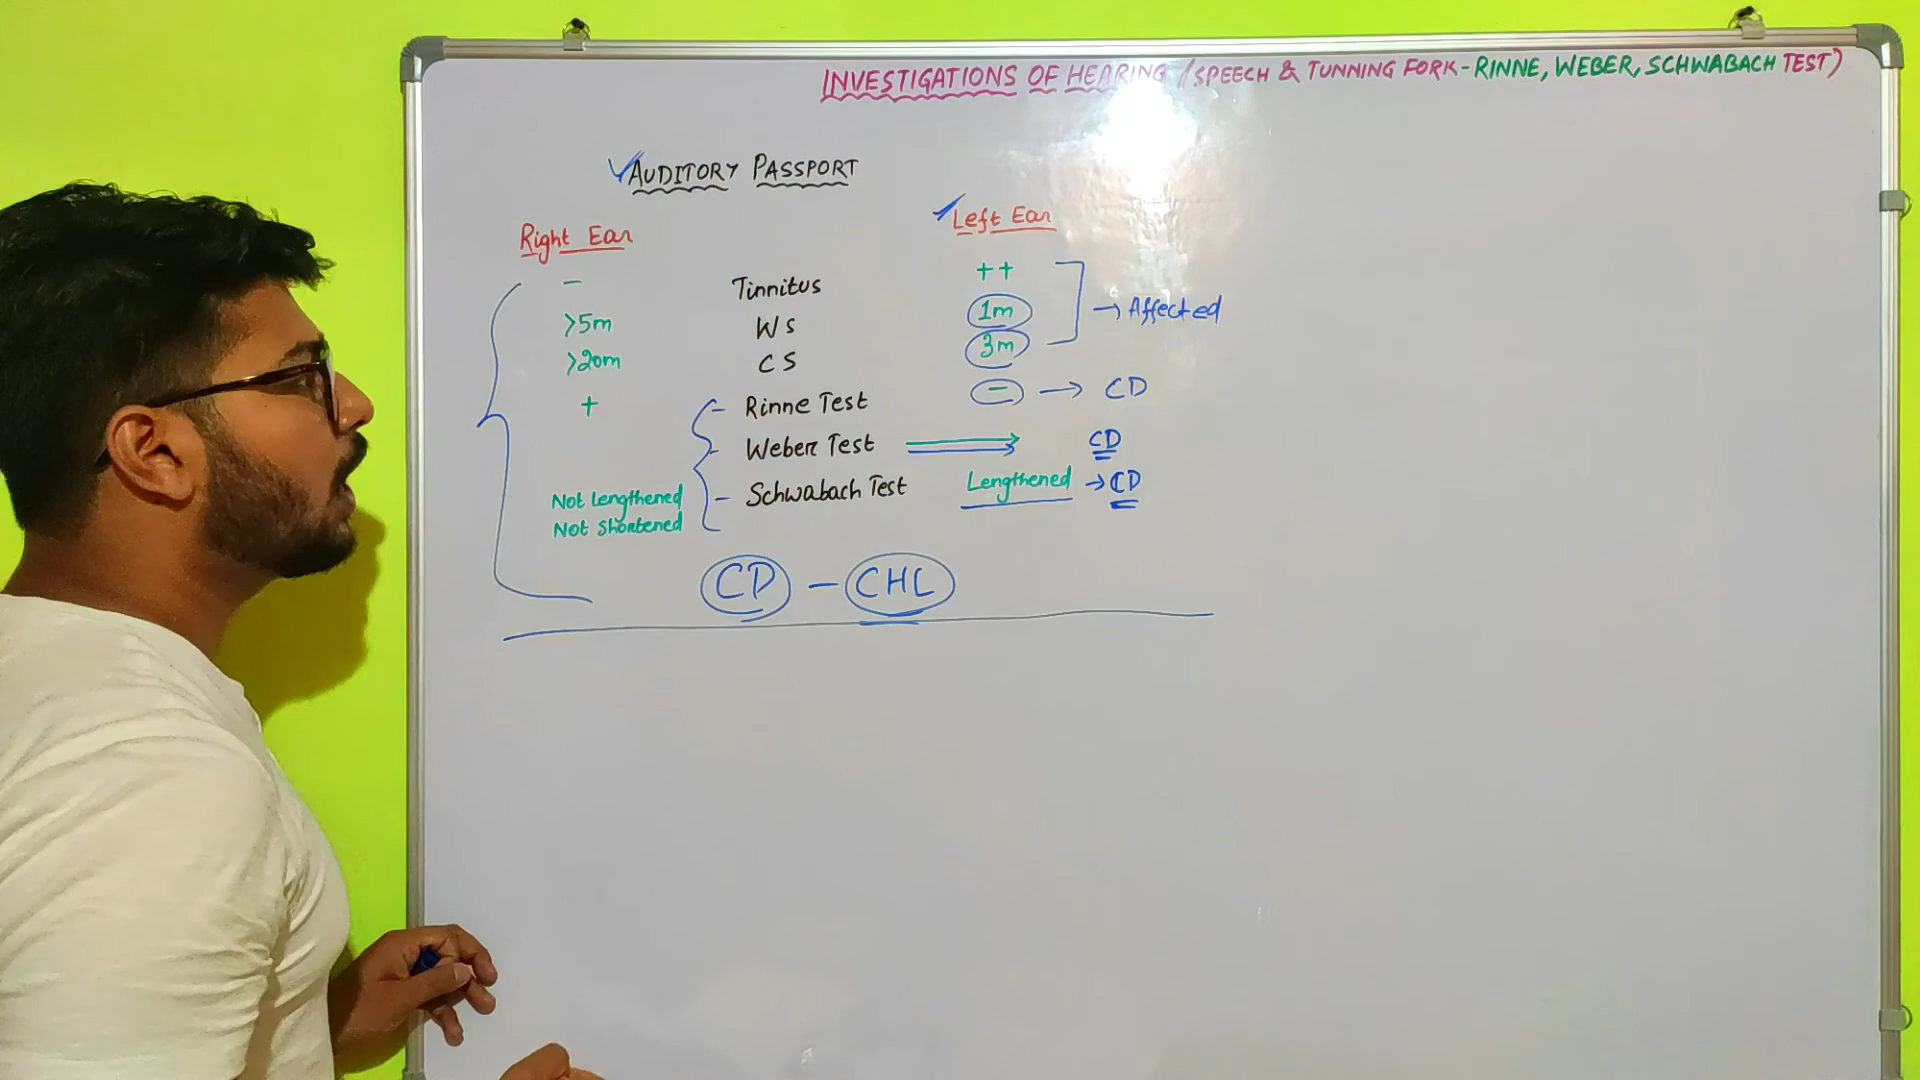 INVESTIGATIONS OF HEARING (SPEECH & TUNNING FORK - RINNE, WEBER, SCHWABACH TEST)
AUDITORY PASSPORT
Right Ear Left Ear
- Tinnitus ++
>5m WS 1m → Affected
>20m CS 3m
+ - Rinne Test - → CD
- Weber Test CD
Not Lengthened - Schwabach Test Lengthened → CD
Not Shortened
CD - CHL